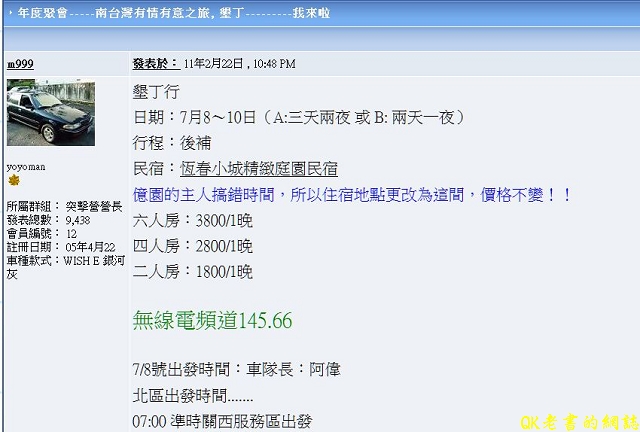 年度聚會-----南台灣有情有意之旅, 墾丁---------我來啦
m999
發表於： 11年2月22日 , 10:48 PM
yoyoman
所屬群組： 突擊營營長
發表總數： 9,438
會員編號： 12
註冊日期： 05年4月22
車種款式：WISH E 銀河
灰
墾丁行
日期：7月8～10日（A:三天兩夜 或 B: 兩天一夜）
行程：後補
民宿：恆春小城精緻庭園民宿
億園的主人搞錯時間，所以住宿地點更改為這間，價格不變！！
六人房：3800/1晚
四人房：2800/1晚
二人房：1800/1晚
無線電頻道145.66
7/8號出發時間：車隊長：阿偉
北區出發時間.......
07:00 準時關西服務區出發
QK老書的網誌